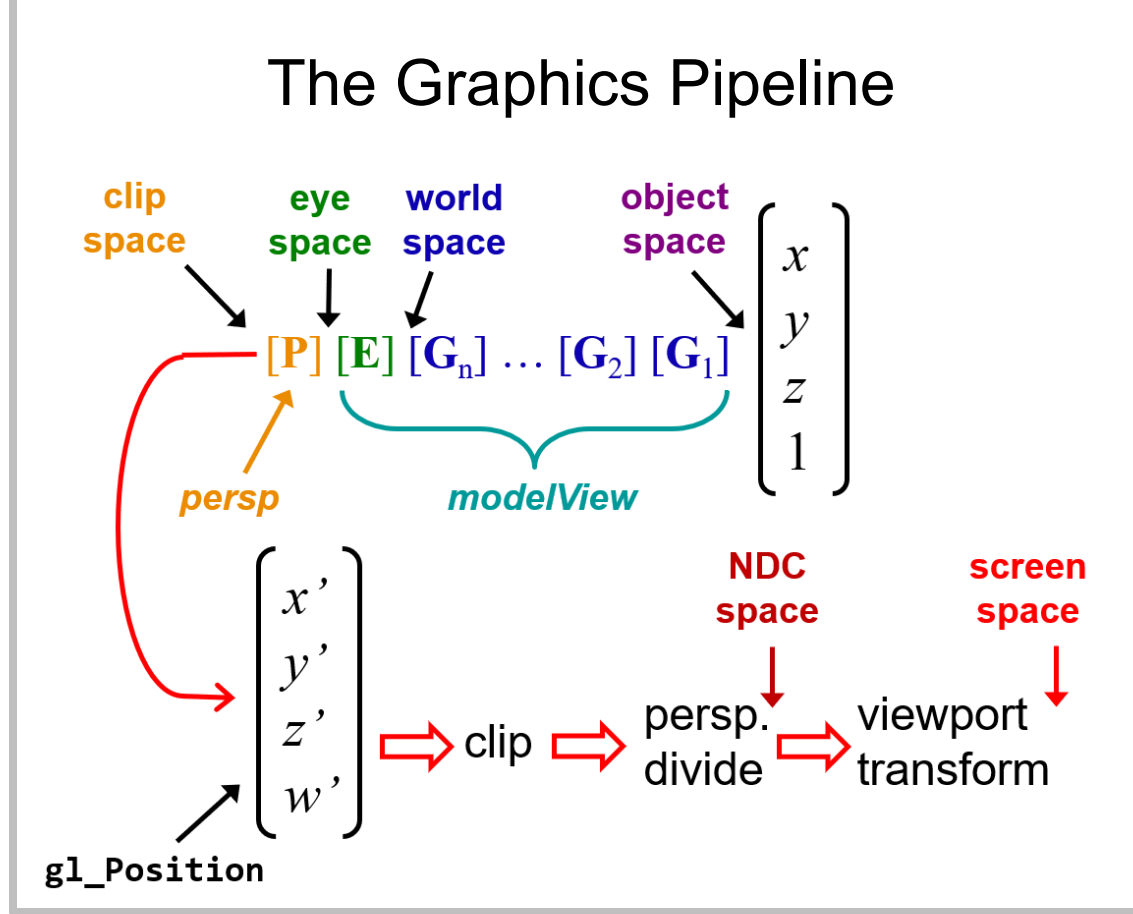 The Graphics Pipeline
clip space
eye space
world space
object space
[P] [E] [Gₙ] … [G₂] [G₁]
x
y
z
1
persp
modelView
x’
y’
z’
w’
gl_Position
clip
persp. divide
NDC space
viewport transform
screen space